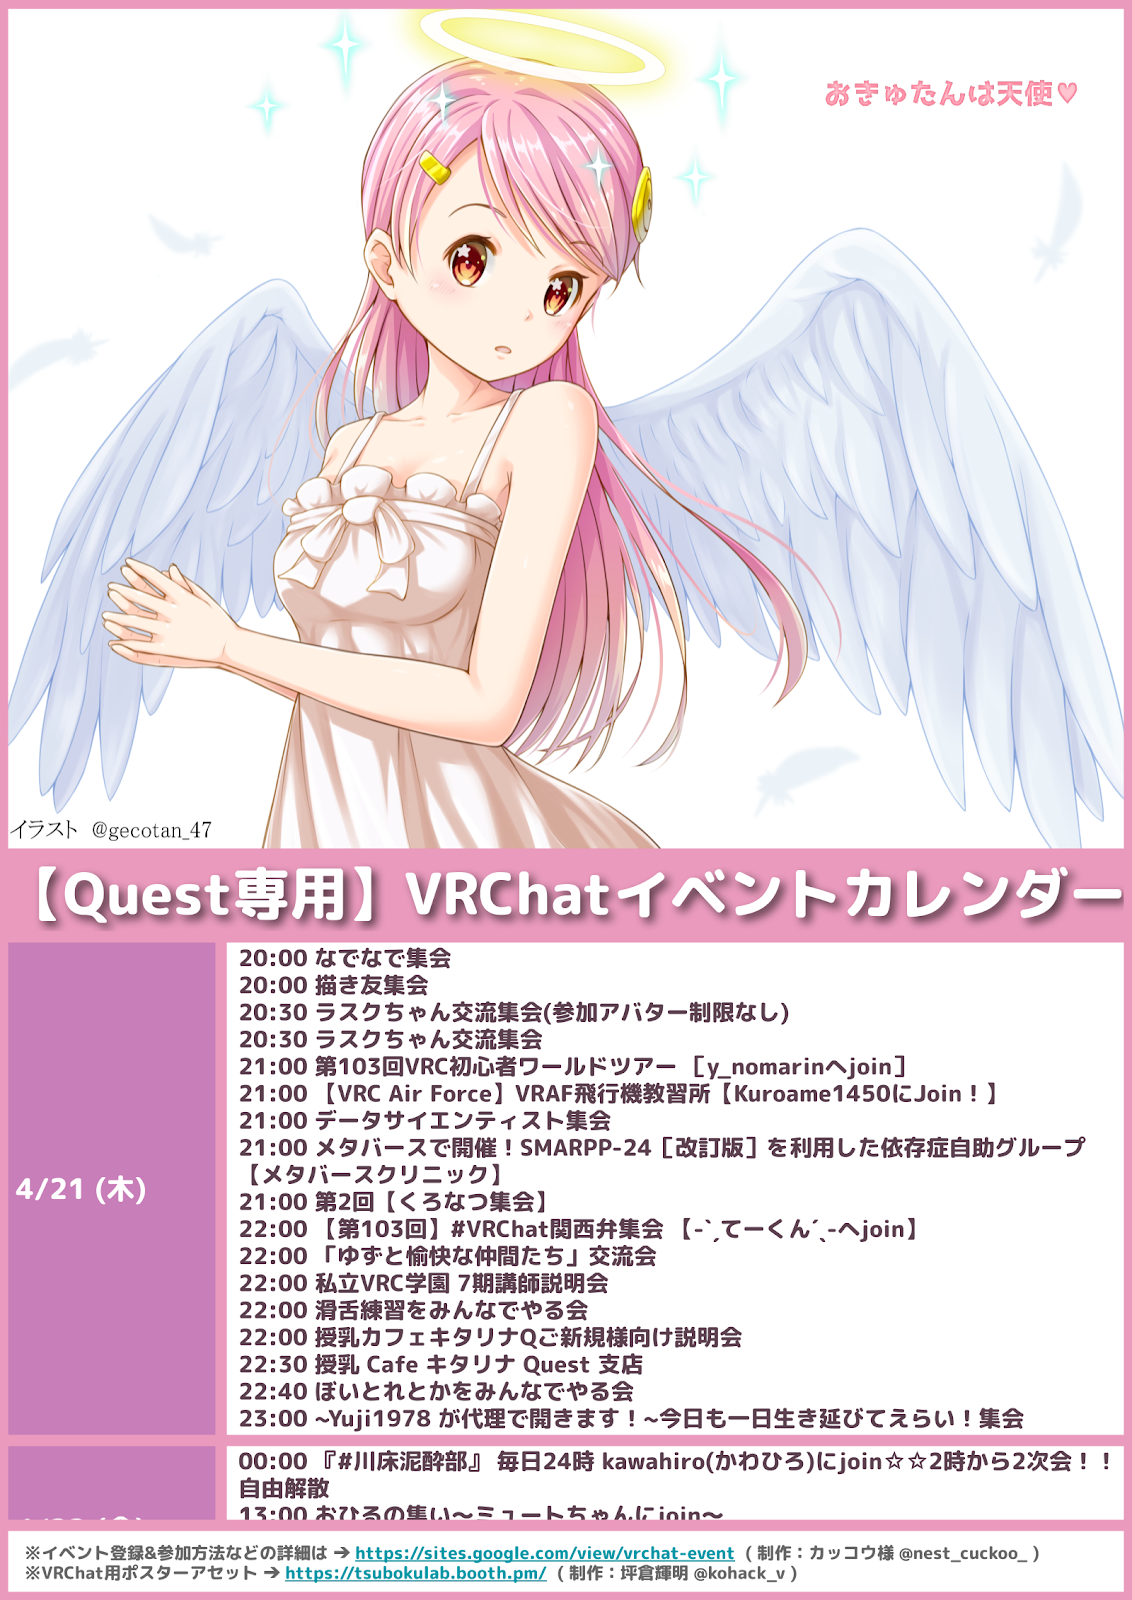 おきゅたんは天使♥
イラスト @gecotan_47
【Quest専用】VRChatイベントカレンダー
4/21 (木)
20:00 なでなで集会
20:00 描き友集会
20:30 ラスクちゃん交流集会(参加アバター制限なし)
20:30 ラスクちゃん交流集会
21:00 第103回VRC初心者ワールドツアー ［y_nomarinへjoin］
21:00 【VRC Air Force】VRAF飛行機教習所【Kuroame1450にJoin！】
21:00 データサイエンティスト集会
21:00 メタバースで開催！SMARPP-24［改訂版］を利用した依存症自助グループ
【メタバースクリニック】
21:00 第2回【くろなつ集会】
22:00 【第103回】#VRChat関西弁集会 【-`ˏてーくん´ˎ-へjoin】
22:00 「ゆずと愉快な仲間たち」交流会
22:00 私立VRC学園 7期講師説明会
22:00 滑舌練習をみんなでやる会
22:00 授乳カフェキタリナQご新規様向け説明会
22:30 授乳 Cafe キタリナ Quest 支店
22:40 ぼいとれとかをみんなでやる会
23:00 ~Yuji1978 が代理で開きます！~今日も一日生き延びてえらい！集会
00:00 『#川床泥酔部』 毎日24時 kawahiro(かわひろ)にjoin☆☆2時から2次会！！
自由解散
13:00 おひるの集い～ミュートちゃんにjoin～
※イベント登録&参加方法などの詳細は ➔ https://sites.google.com/view/vrchat-event ( 制作：カッコウ様 @nest_cuckoo_ )
※VRChat用ポスターアセット ➔ https://tsubokulab.booth.pm/ ( 制作：坪倉輝明 @kohack_v )